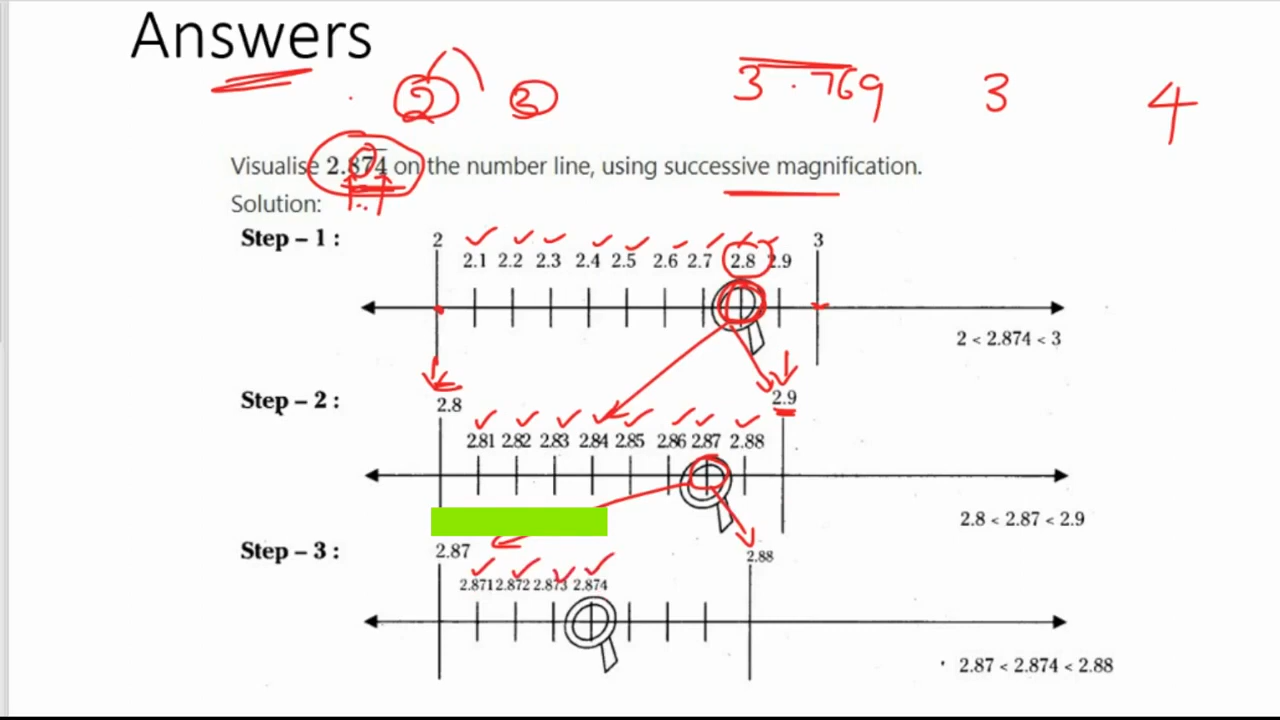 Answers
2 3 3.769 3 4
Visualise 2.874 on the number line, using successive magnification.
Solution:
Step – 1 :
2 3
2.1 2.2 2.3 2.4 2.5 2.6 2.7 2.8 2.9
2 < 2.874 < 3
Step – 2 :
2.8 2.9
2.81 2.82 2.83 2.84 2.85 2.86 2.87 2.88
2.8 < 2.87 < 2.9
Step – 3 :
2.87 2.88
2.871 2.872 2.873 2.874
2.87 < 2.874 < 2.88